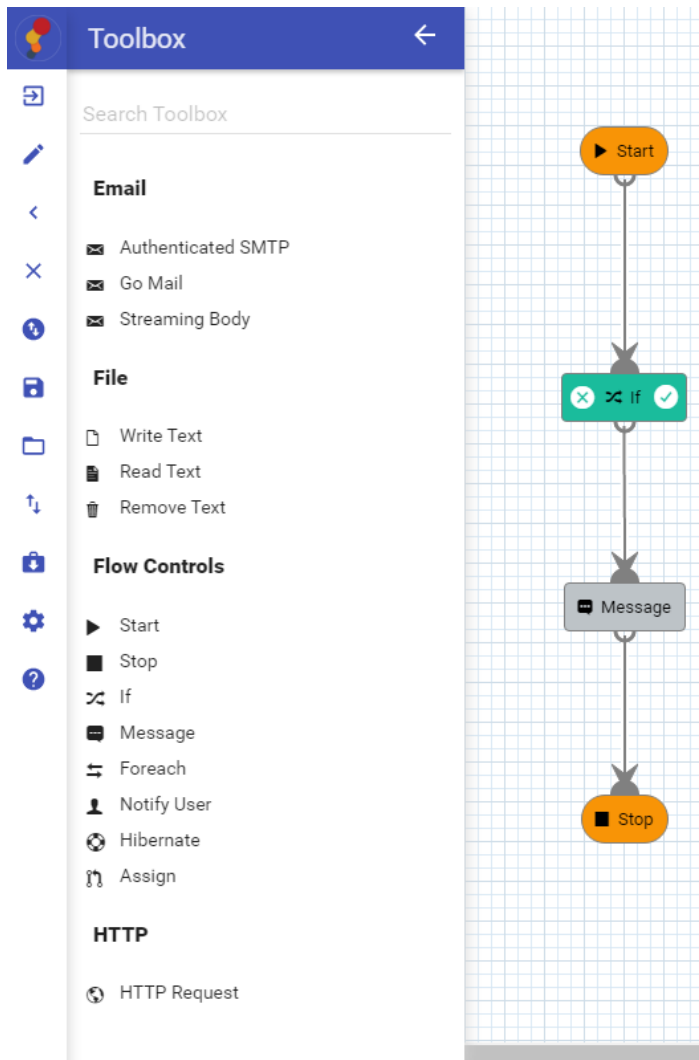 Toolbox
Search Toolbox
Email
Authenticated SMTP
Go Mail
Streaming Body
File
Write Text
Read Text
Remove Text
Flow Controls
Start
Stop
If
Message
Foreach
Notify User
Hibernate
Assign
HTTP
HTTP Request
Start
If
Message
Stop